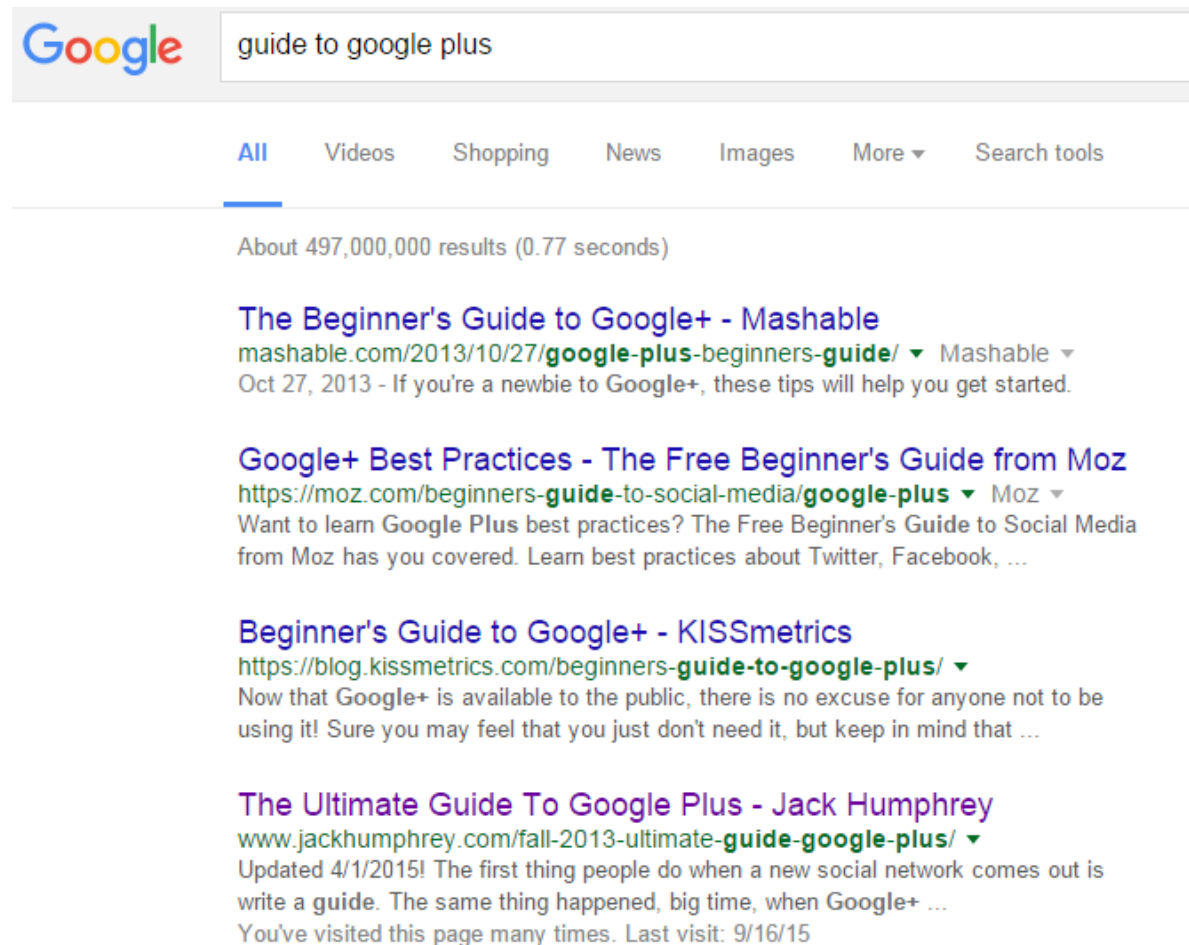 Google guide to google plus
All Videos Shopping News Images More Search tools
About 497,000,000 results (0.77 seconds)
The Beginner's Guide to Google+ - Mashable
mashable.com/2013/10/27/google-plus-beginners-guide/ Mashable
Oct 27, 2013 - If you're a newbie to Google+, these tips will help you get started.
Google+ Best Practices - The Free Beginner's Guide from Moz
https://moz.com/beginners-guide-to-social-media/google-plus Moz
Want to learn Google Plus best practices? The Free Beginner's Guide to Social Media
from Moz has you covered. Learn best practices about Twitter, Facebook, ...
Beginner's Guide to Google+ - KISSmetrics
https://blog.kissmetrics.com/beginners-guide-to-google-plus/
Now that Google+ is available to the public, there is no excuse for anyone not to be
using it! Sure you may feel that you just don't need it, but keep in mind that ...
The Ultimate Guide To Google Plus - Jack Humphrey
www.jackhumphrey.com/fall-2013-ultimate-guide-google-plus/
Updated 4/1/2015! The first thing people do when a new social network comes out is
write a guide. The same thing happened, big time, when Google+ ...
You've visited this page many times. Last visit: 9/16/15